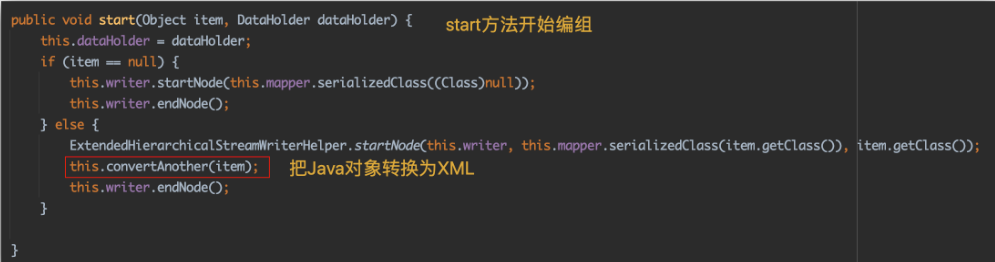 public void start(Object item, DataHolder dataHolder) { start方法开始编组
this.dataHolder = dataHolder;
if (item == null) {
this.writer.startNode(this.mapper.serializedClass((Class)null));
this.writer.endNode();
} else {
ExtendedHierarchicalStreamWriterHelper.startNode(this.writer, this.mapper.serializedClass(item.getClass()), item.getClass());
this.convertAnother(item); 把Java对象转换为XML
this.writer.endNode();
}
}